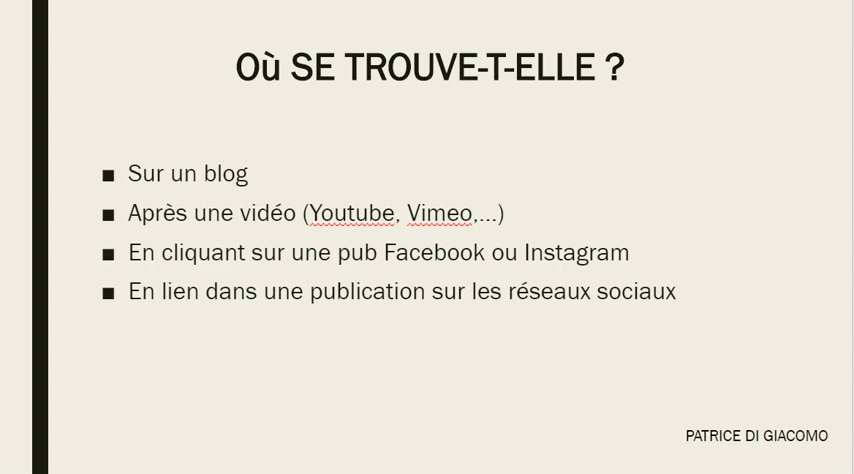 Où SE TROUVE-T-ELLE ?
■ Sur un blog
■ Après une vidéo (Youtube, Vimeo,...)
■ En cliquant sur une pub Facebook ou Instagram
■ En lien dans une publication sur les réseaux sociaux
PATRICE DI GIACOMO